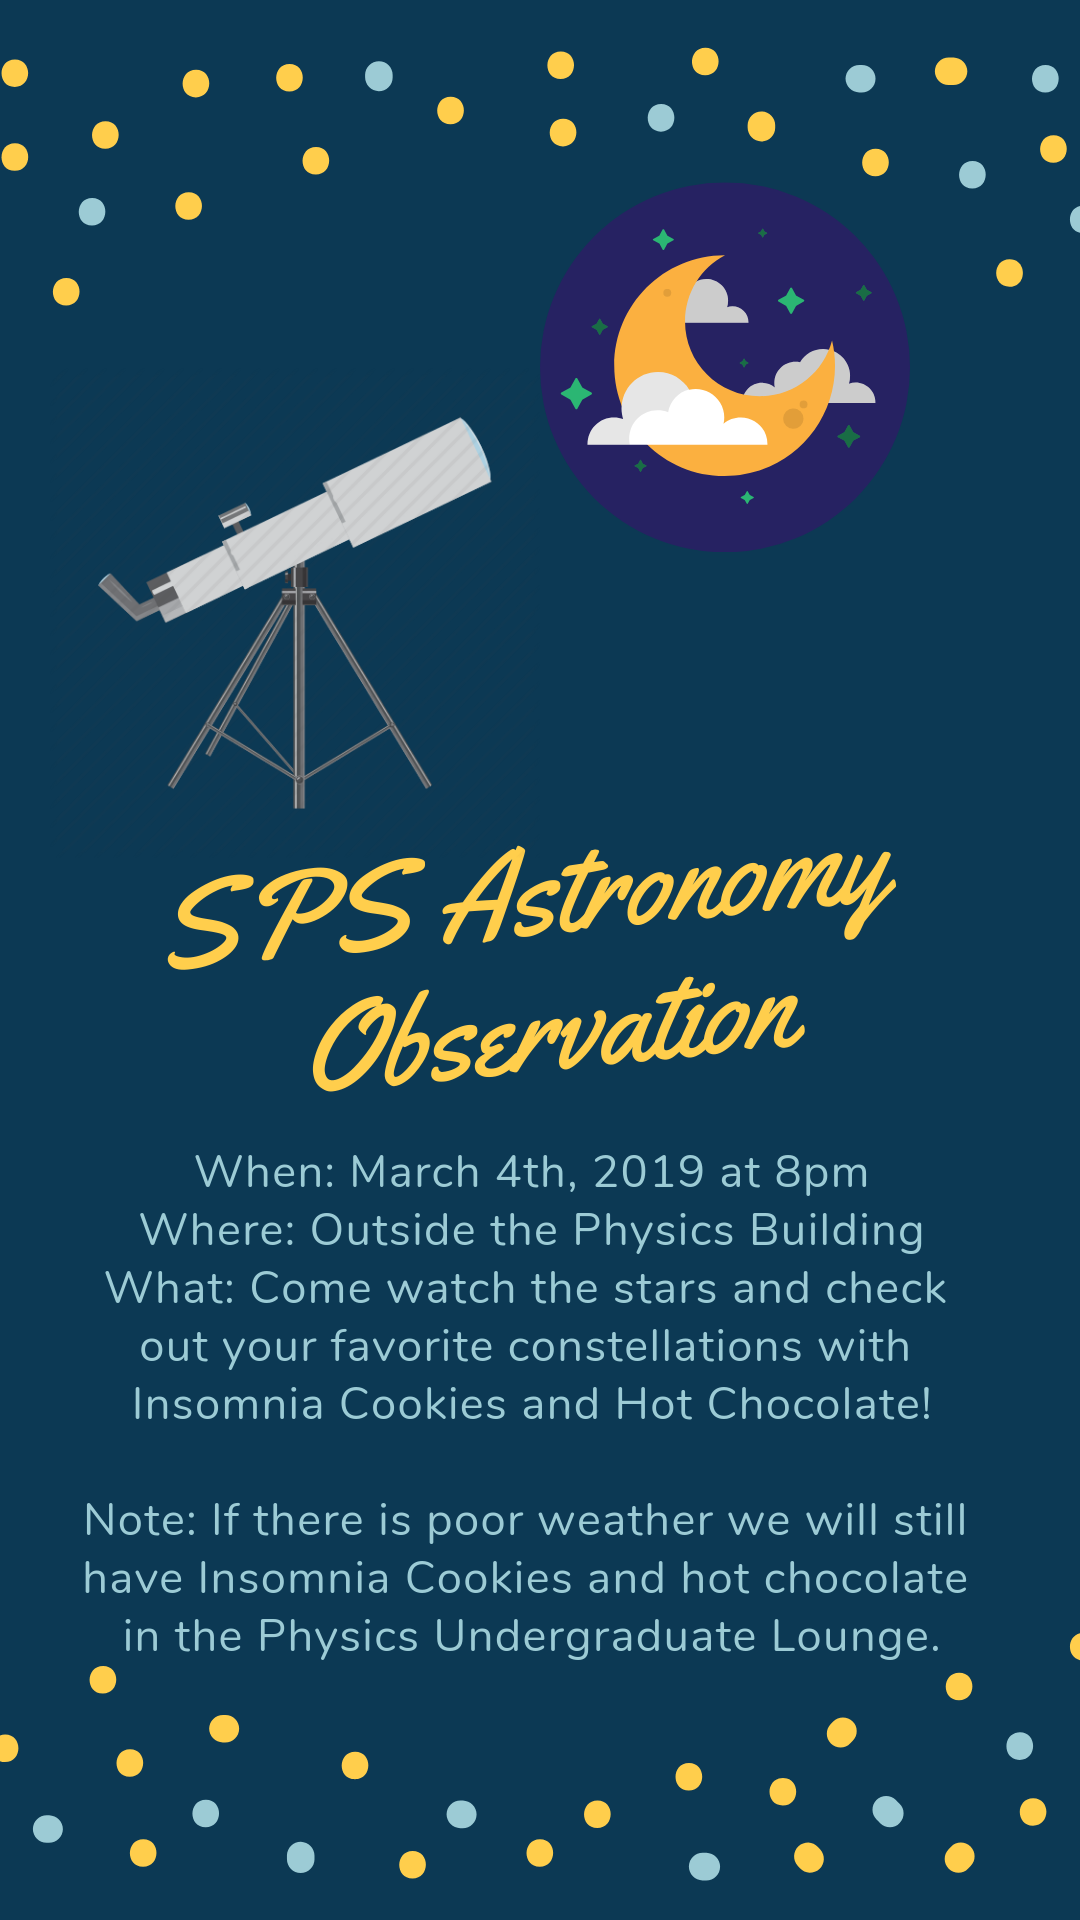 SPS Astronomy
Observation
When: March 4th, 2019 at 8pm
Where: Outside the Physics Building
What: Come watch the stars and check
out your favorite constellations with
Insomnia Cookies and Hot Chocolate!
Note: If there is poor weather we will still
have Insomnia Cookies and hot chocolate
in the Physics Undergraduate Lounge.